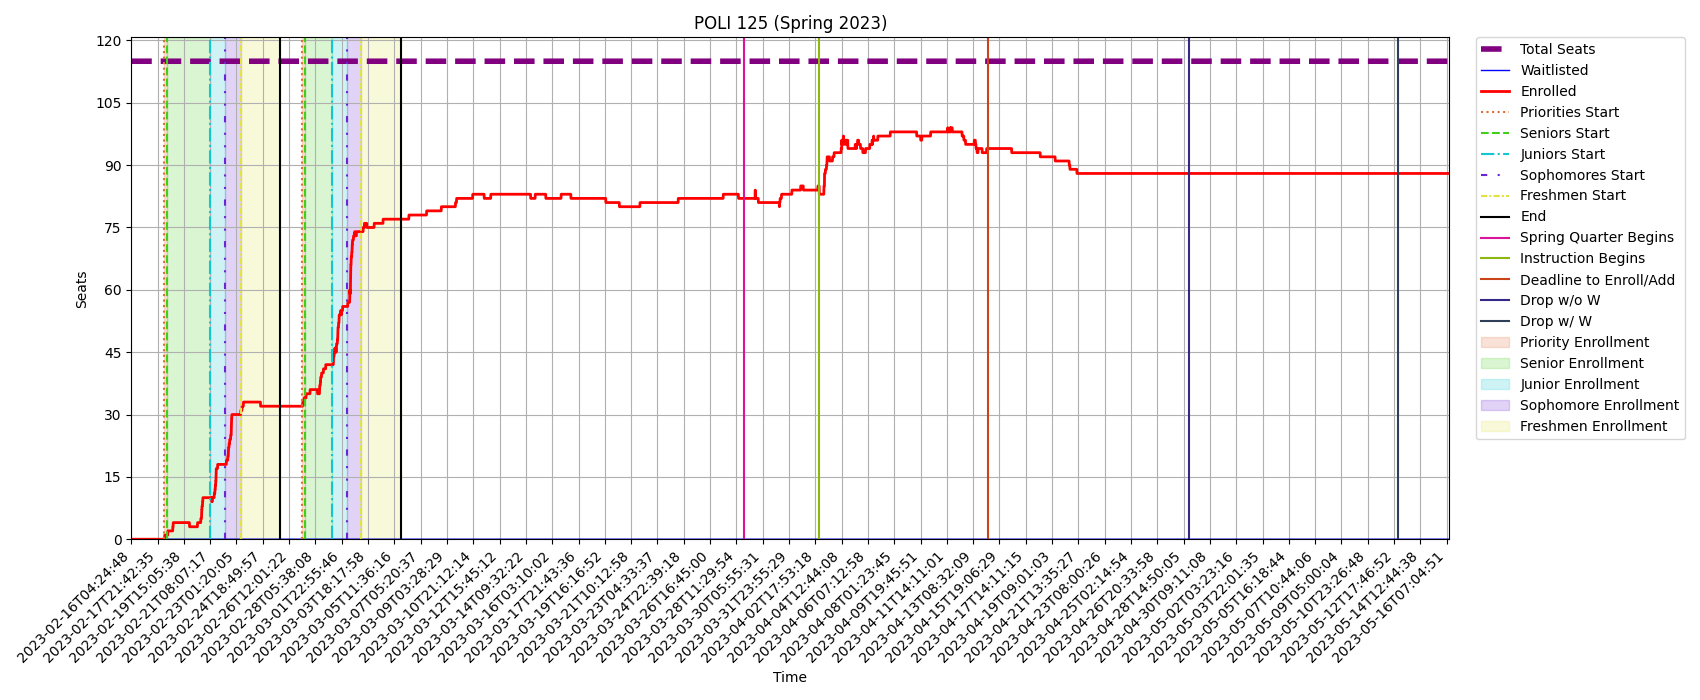 POLI 125 (Spring 2023)
120
105
90
75
60
45
30
15
0
Seats
2023-02-16T04:24:48
2023-02-17T21:42:35
2023-02-19T15:05:38
2023-02-21T08:07:17
2023-02-23T01:20:05
2023-02-24T18:49:57
2023-02-26T12:01:22
2023-02-28T05:38:08
2023-03-01T22:55:46
2023-03-03T18:17:58
2023-03-05T11:36:16
2023-03-07T05:20:37
2023-03-09T03:28:29
2023-03-10T21:12:14
2023-03-12T15:45:12
2023-03-14T09:32:22
2023-03-16T03:10:02
2023-03-17T21:43:36
2023-03-19T16:16:52
2023-03-21T10:12:58
2023-03-23T04:33:37
2023-03-24T22:39:18
2023-03-26T16:45:00
2023-03-28T11:29:54
2023-03-30T05:55:31
2023-03-31T23:55:29
2023-04-02T17:53:18
2023-04-04T12:44:08
2023-04-06T07:12:58
2023-04-08T01:23:45
2023-04-09T19:45:51
2023-04-11T14:11:01
2023-04-13T08:32:09
2023-04-15T19:06:29
2023-04-17T14:11:15
2023-04-19T09:01:03
2023-04-21T13:35:27
2023-04-23T08:00:26
2023-04-25T02:14:54
2023-04-26T20:33:58
2023-04-28T14:50:05
2023-04-30T09:11:08
2023-05-02T03:23:16
2023-05-03T22:01:35
2023-05-05T16:18:44
2023-05-07T10:44:06
2023-05-09T05:00:04
2023-05-10T23:26:48
2023-05-12T17:46:52
2023-05-14T12:44:38
2023-05-16T07:04:51
Time
Total Seats
Waitlisted
Enrolled
Priorities Start
Seniors Start
Juniors Start
Sophomores Start
Freshmen Start
End
Spring Quarter Begins
Instruction Begins
Deadline to Enroll/Add
Drop w/o W
Drop w/ W
Priority Enrollment
Senior Enrollment
Junior Enrollment
Sophomore Enrollment
Freshmen Enrollment